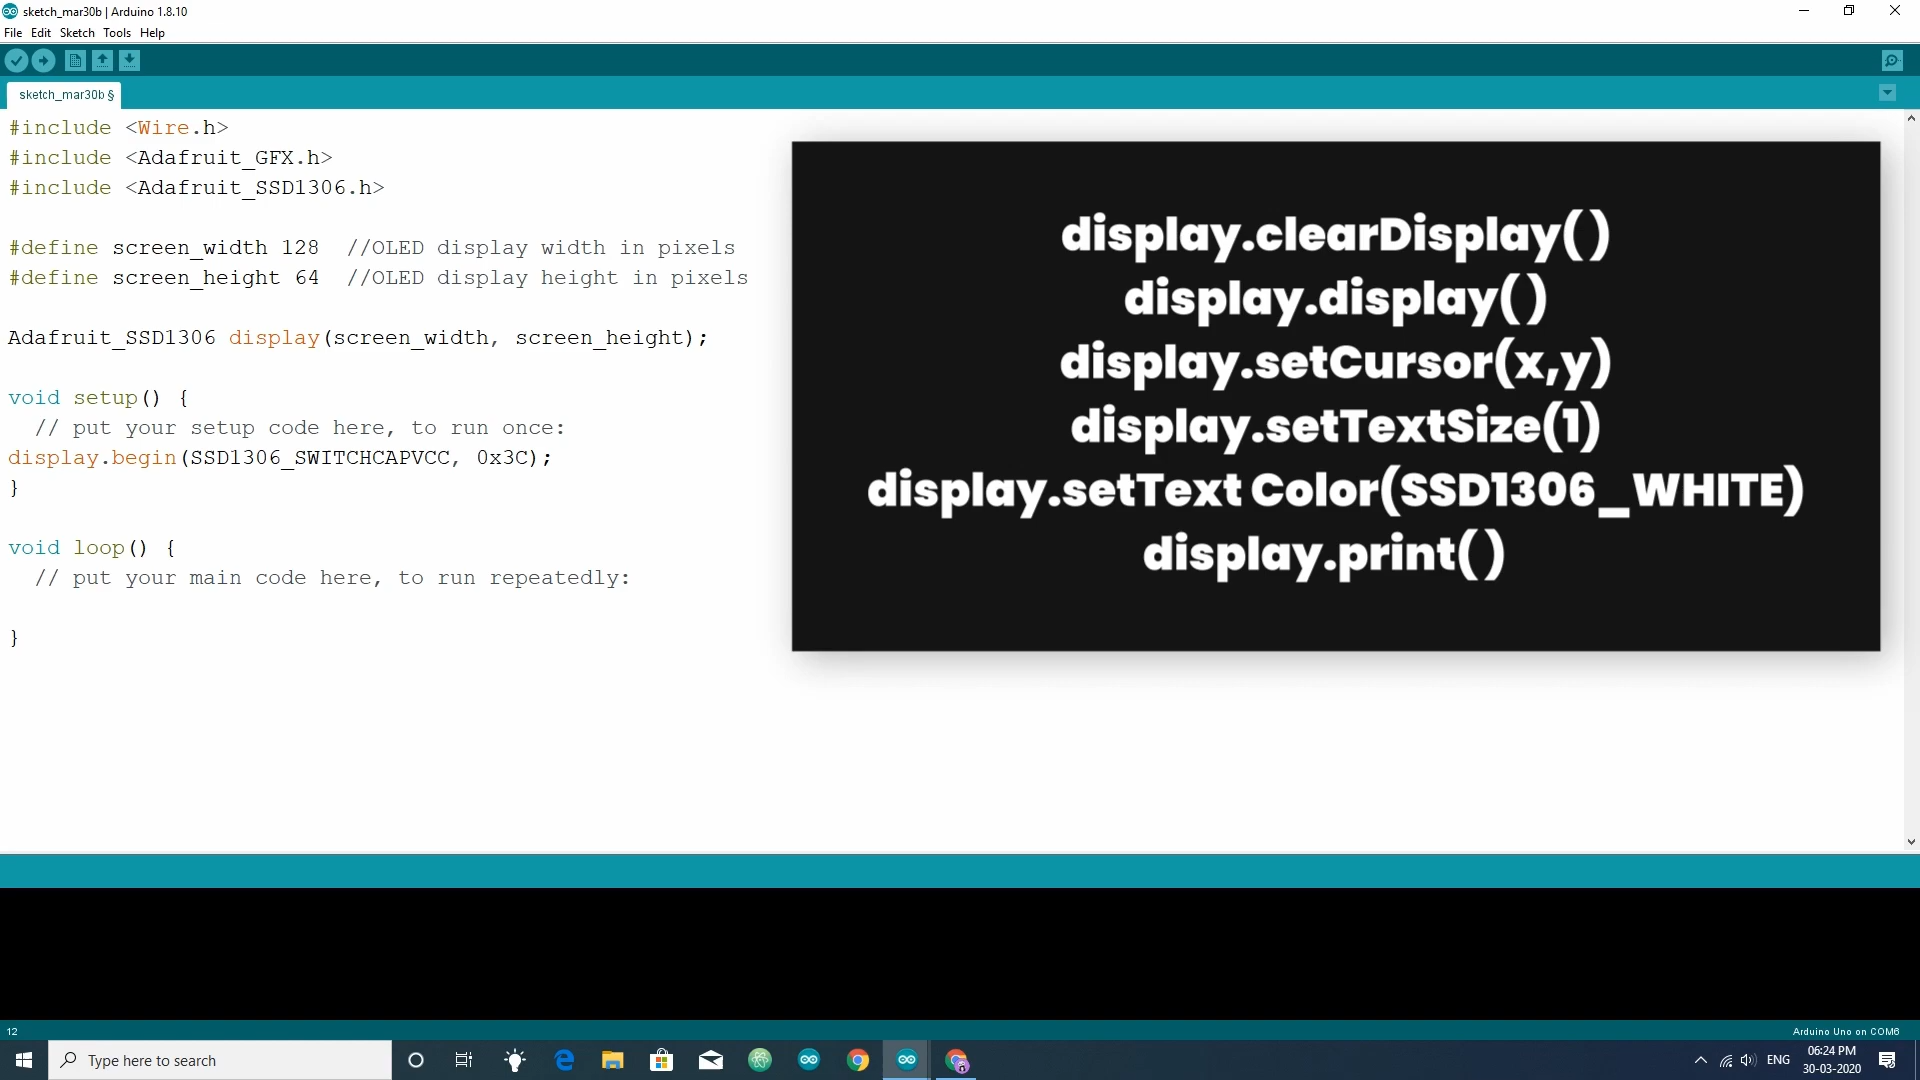 sketch_mar30b | Arduino 1.8.10
File Edit Sketch Tools Help
sketch_mar30b §
#include <Wire.h>
#include <Adafruit_GFX.h>
#include <Adafruit_SSD1306.h>
#define screen_width 128  //OLED display width in pixels
#define screen_height 64  //OLED display height in pixels
Adafruit_SSD1306 display(screen_width, screen_height);
void setup() {
  // put your setup code here, to run once:
display.begin(SSD1306_SWITCHCAPVCC, 0x3C);
}
void loop() {
  // put your main code here, to run repeatedly:
}
display.clearDisplay()
display.display()
display.setCursor(x,y)
display.setTextSize(1)
display.setText Color(SSD1306_WHITE)
display.print()
12
Arduino Uno on COM6
Type here to search
ENG
06:24 PM
30-03-2020